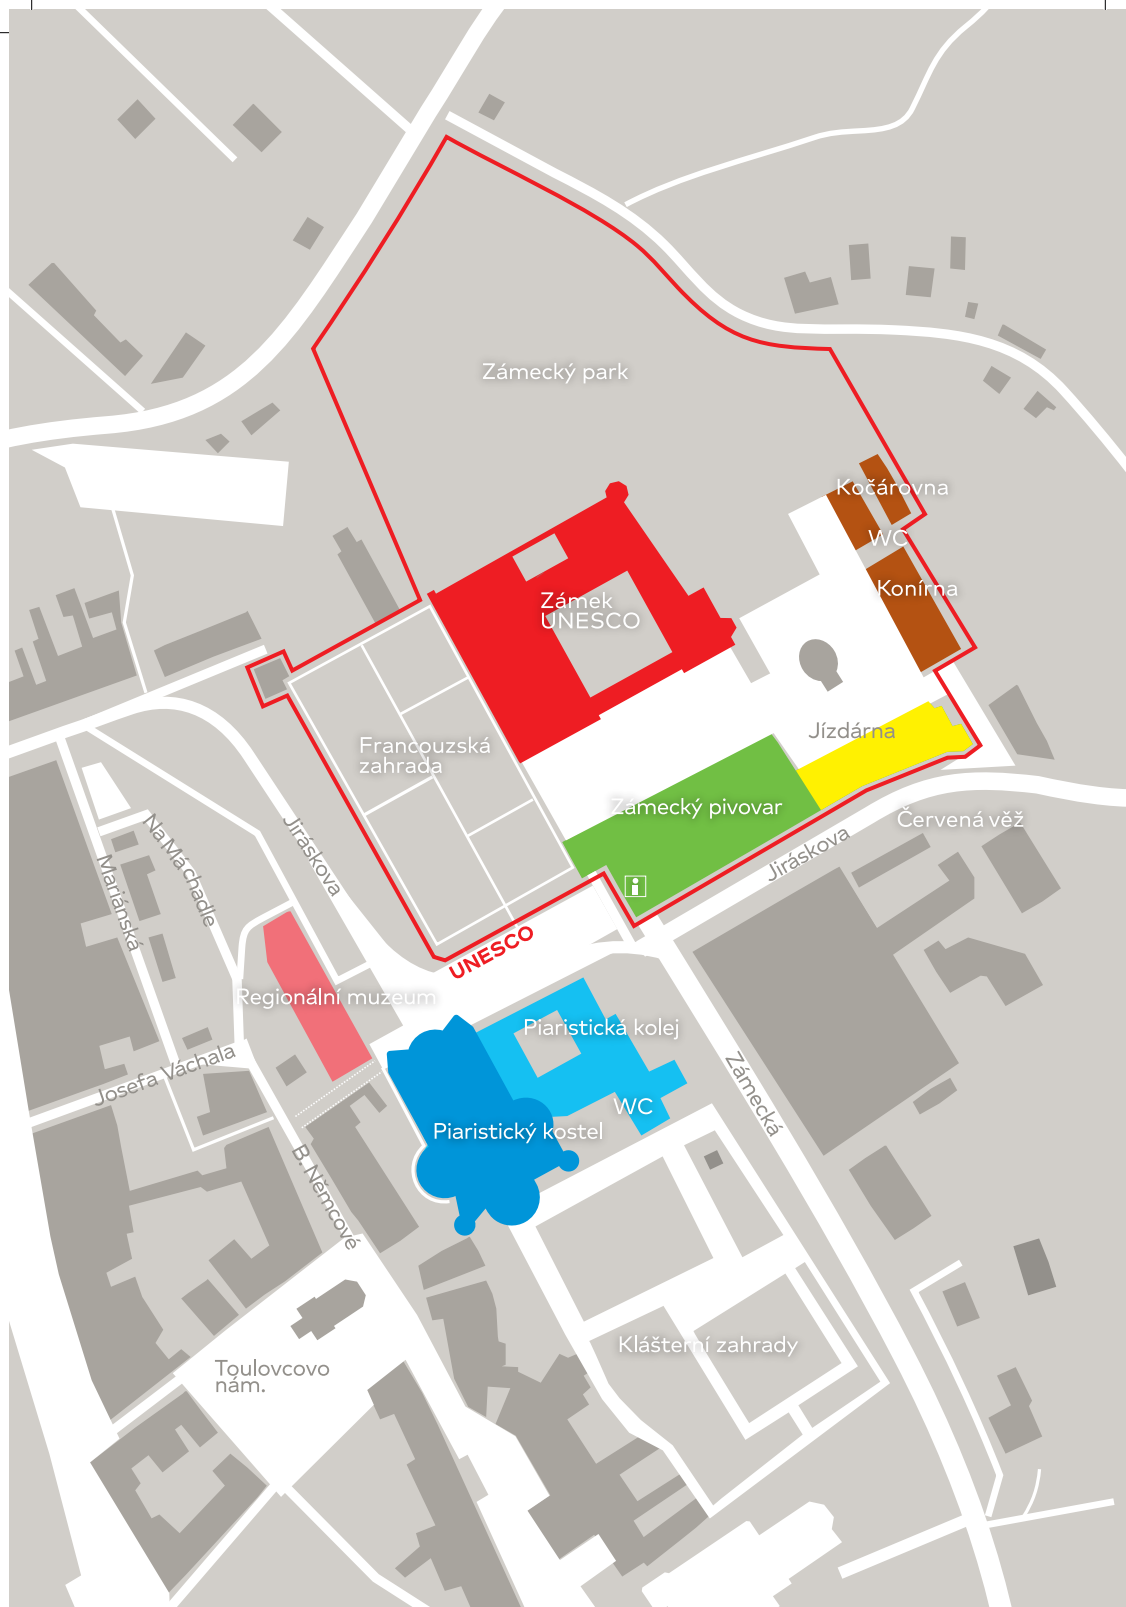 Zámecký park
Kočárovna
WC
Konírna
Zámek
UNESCO
Jízdárna
Francouzská
zahrada
Zámecký pivovar
Červená věž
Jiráskova
Jiráskova
Na Máchadle
Mariánská
i
UNESCO
Regionální muzeum
Piaristická kolej
Josefa Váchala
Zámecká
WC
Piaristický kostel
B. Němcové
Klášterní zahrady
Toulovcovo
nám.